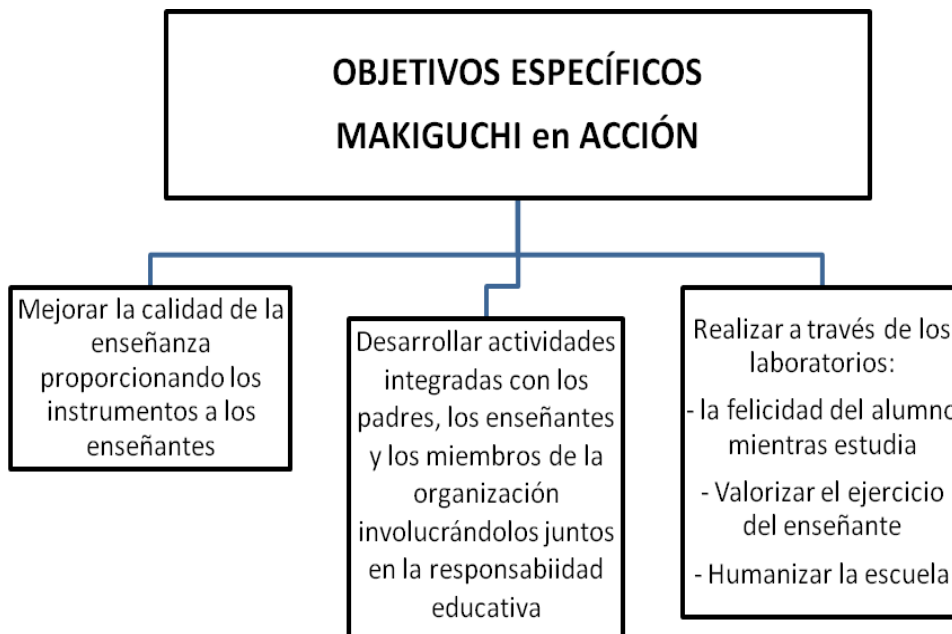 OBJETIVOS ESPECÍFICOS
MAKIGUCHI en ACCIÓN
Mejorar la calidad de la
enseñanza
proporcionando los
instrumentos a los
enseñantes
Desarrollar actividades
integradas con los
padres, los enseñantes
y los miembros de la
organización
involucrándolos juntos
en la responsabiidad
educativa
Realizar a través de los
laboratorios:
- la felicidad del alumno
mientras estudia
- Valorizar el ejercicio
del enseñante
- Humanizar la escuela